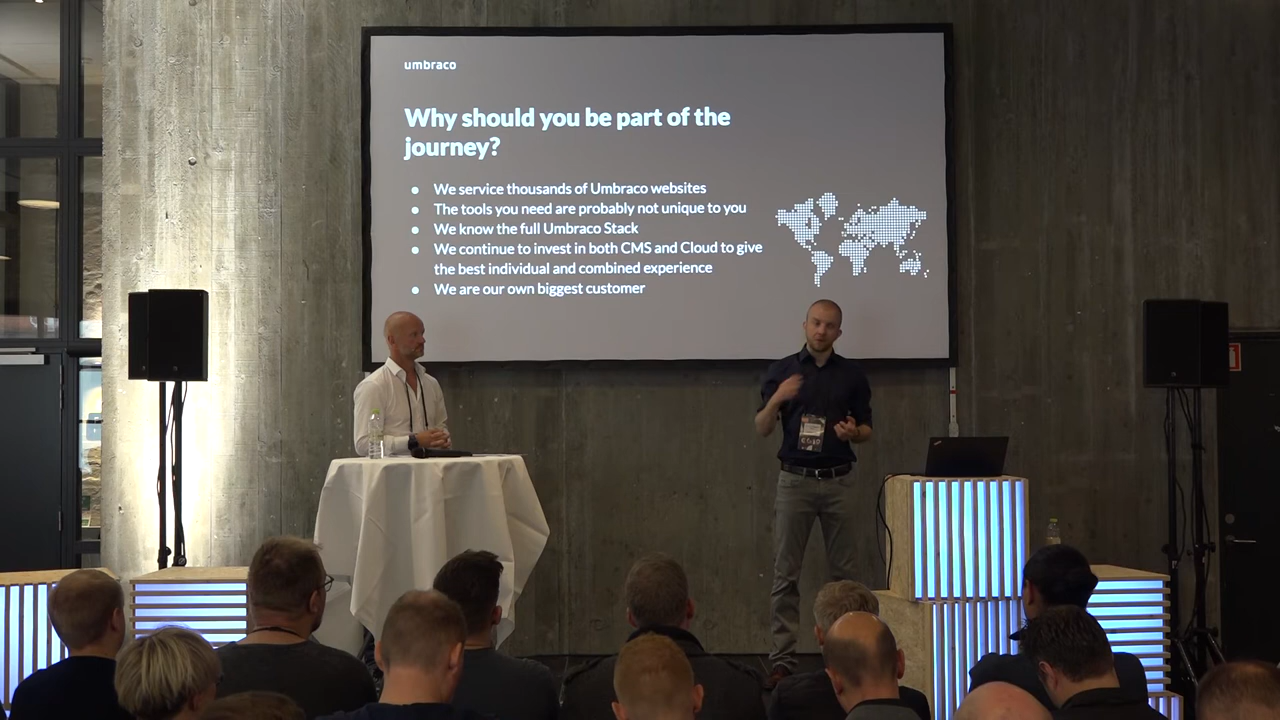 umbraco
Why should you be part of the
journey?
• We service thousands of Umbraco websites
• The tools you need are probably not unique to you
• We know the full Umbraco Stack
• We continue to invest in both CMS and Cloud to give
the best individual and combined experience
• We are our own biggest customer